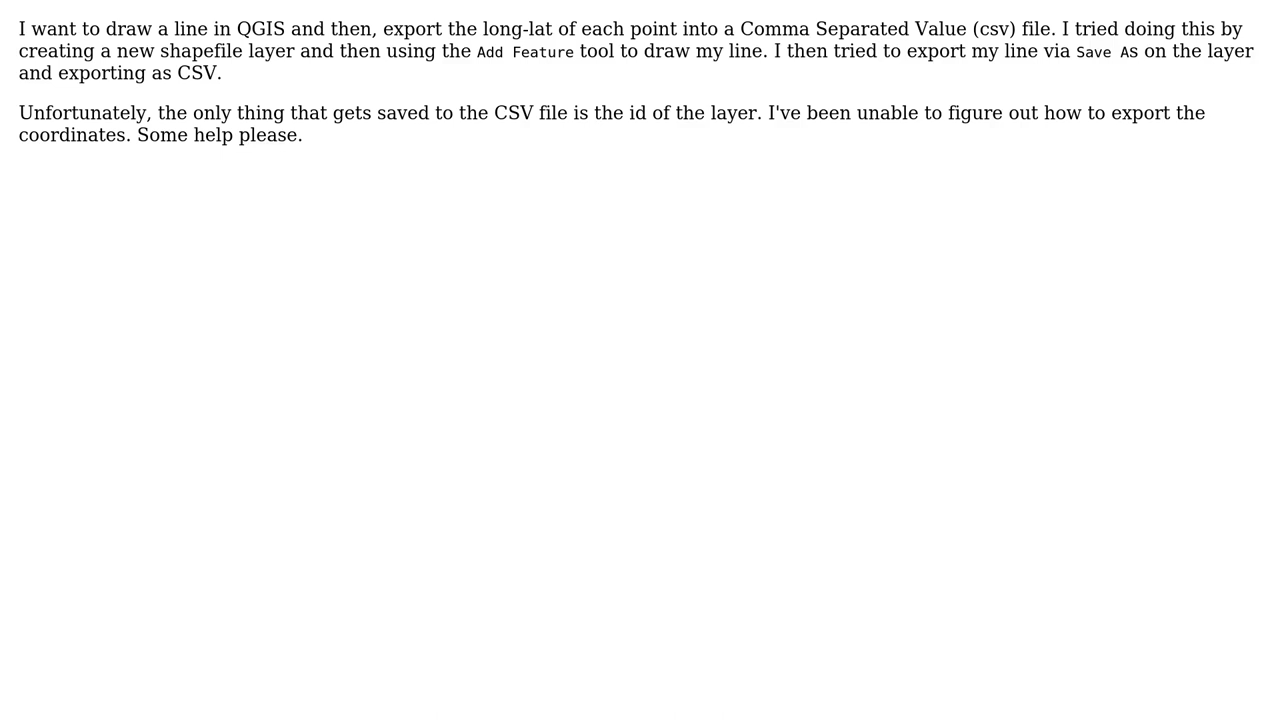 I want to draw a line in QGIS and then, export the long-lat of each point into a Comma Separated Value (csv) file. I tried doing this by
creating a new shapefile layer and then using the Add Feature tool to draw my line. I then tried to export my line via Save As on the layer
and exporting as CSV.
Unfortunately, the only thing that gets saved to the CSV file is the id of the layer. I've been unable to figure out how to export the
coordinates. Some help please.